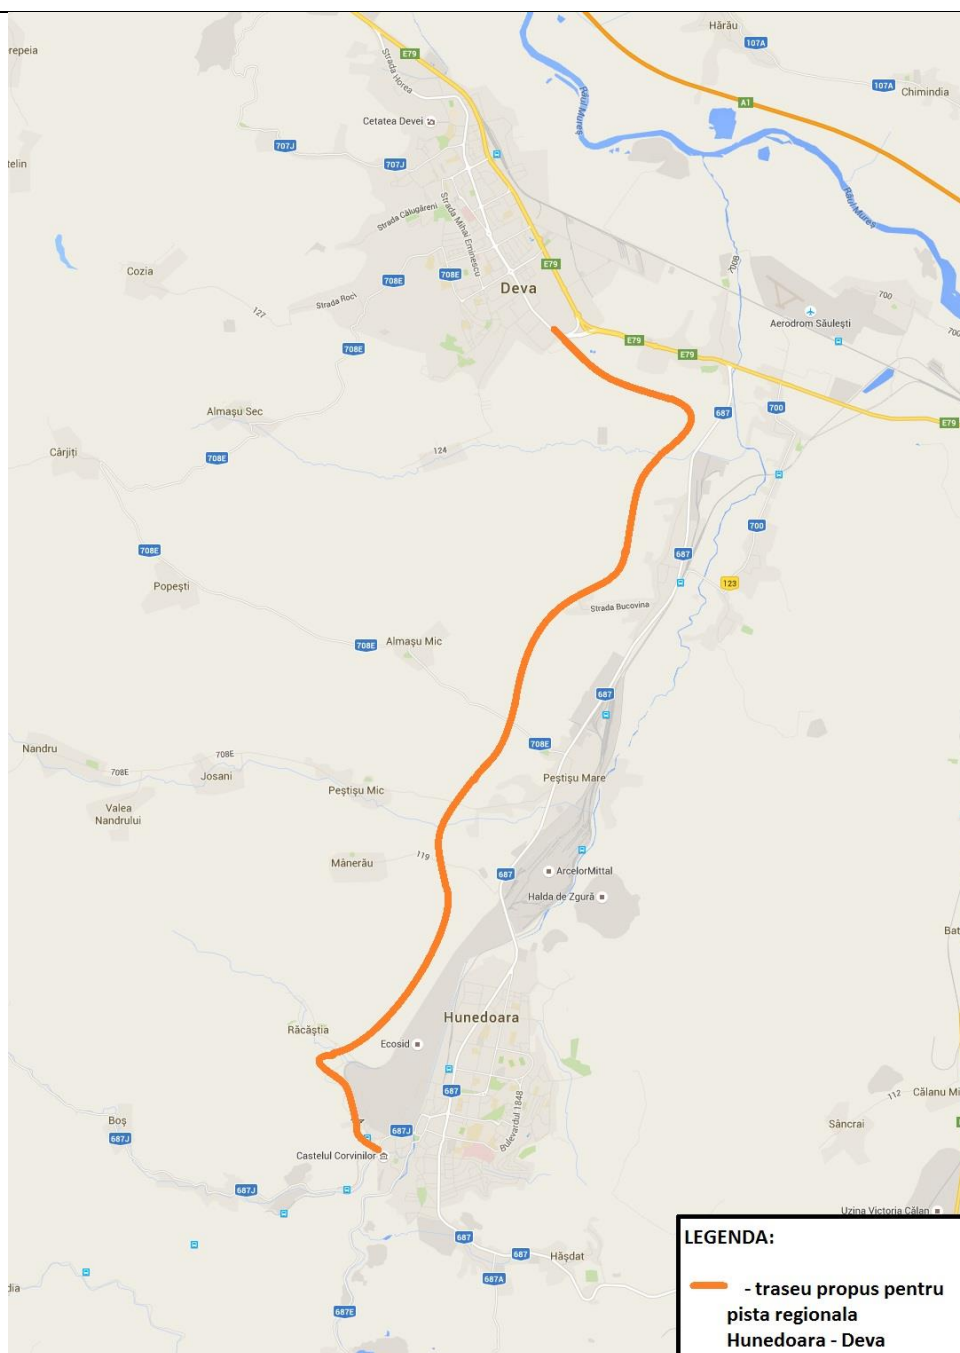 Hărău
repeia
107A
E79
Strada Horea
107A
Chimindia
Râul Mureș
A1
Cetatea Devei
707J
707J
telin
Râul Mureș
Strada Călugăreni
Strada Mihai Eminescu
E79
7008
Cozia
708E
708E
Deva
700
Strada Roci
127
Aerodrom Săulești
700
E79
708E
E79
Almașu Sec
687
700
E79
Cârjiți
124
708E
700
708E
687
123
Popești
Strada Bucovina
Almașu Mic
708E
687
Nandru
708E
708E
708E
Josani
Peștișu Mare
Peștișu Mic
Valea
Nandrului
119
Mănerău
687
ArcelorMittal
Halda de Zgură
Bat
Hunedoara
Răcăștia
Ecosid
687
Bulevardul 1848
112
Călanu Mi
Boș
687J
687J
Sâncrai
Castelul Corvinilor
687J
Uzina Victoria Călan
687
687
Hășdat
687A
dia
687E
LEGENDA:
- traseu propus pentru
pista regionala
Hunedoara - Deva